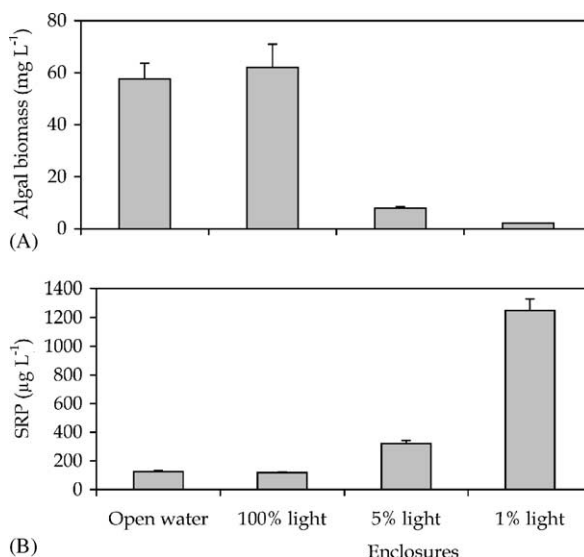 80
60
40
20
0
Algal biomass (mg L⁻¹)
(A)
1400
1200
1000
800
600
400
200
0
SRP (µg L⁻¹)
Open water 100% light 5% light 1% light
(B)
Enclosures